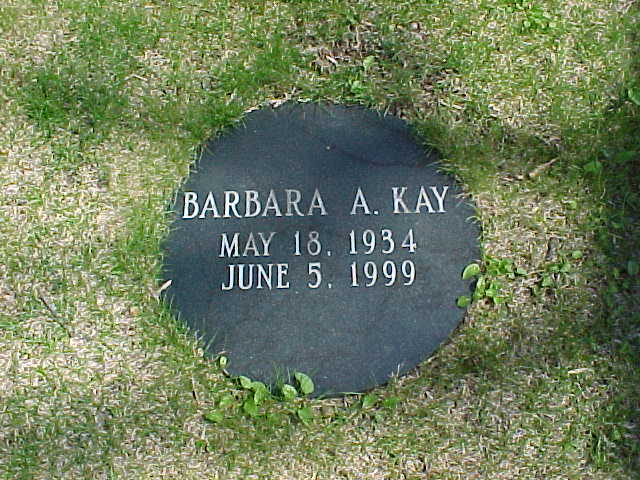 BARBARA A. KAY
MAY 18, 1934
JUNE 5, 1999